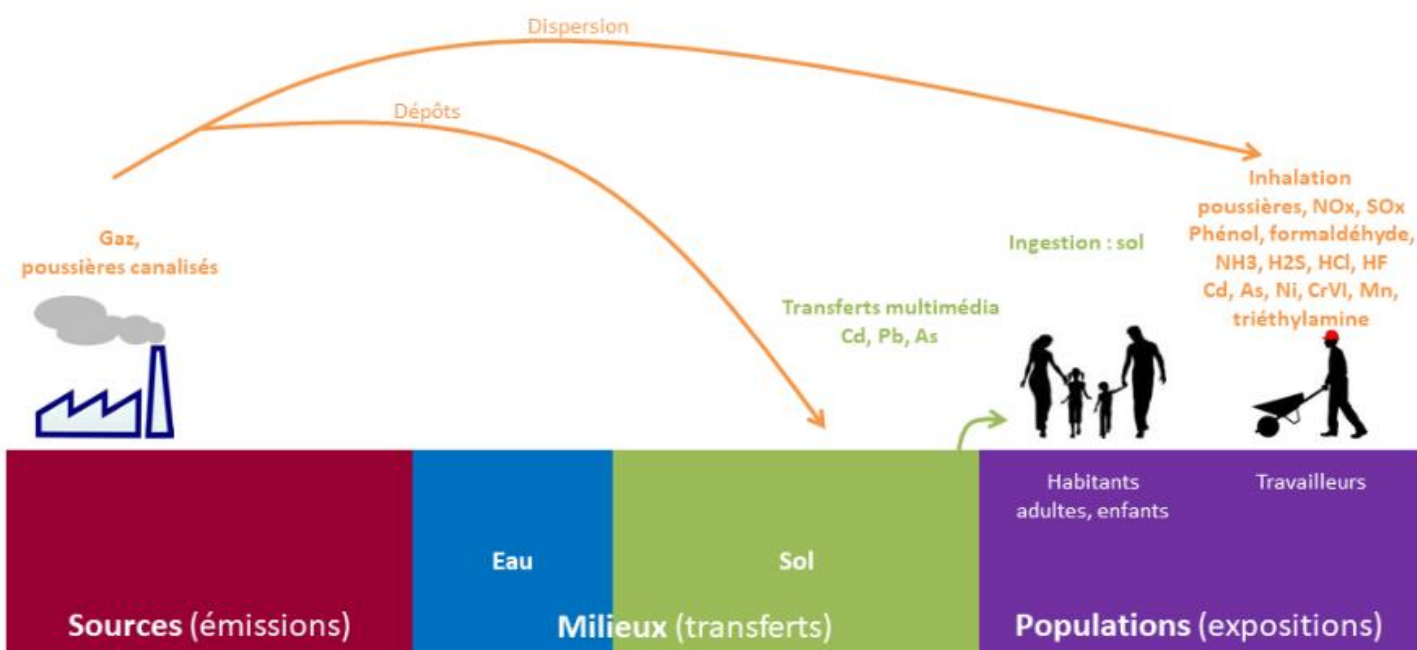 Dispersion
Dépôts
Gaz,
poussières canalisés
Transferts multimédia
Cd, Pb, As
Ingestion : sol
Inhalation
poussières, NOx, SOx
Phénol, formaldéhyde,
NH3, H2S, HCl, HF
Cd, As, Ni, CrVI, Mn,
triéthylamine
Habitants
adultes, enfants
Travailleurs
Eau
Sol
Sources (émissions)
Milieux (transferts)
Populations (expositions)